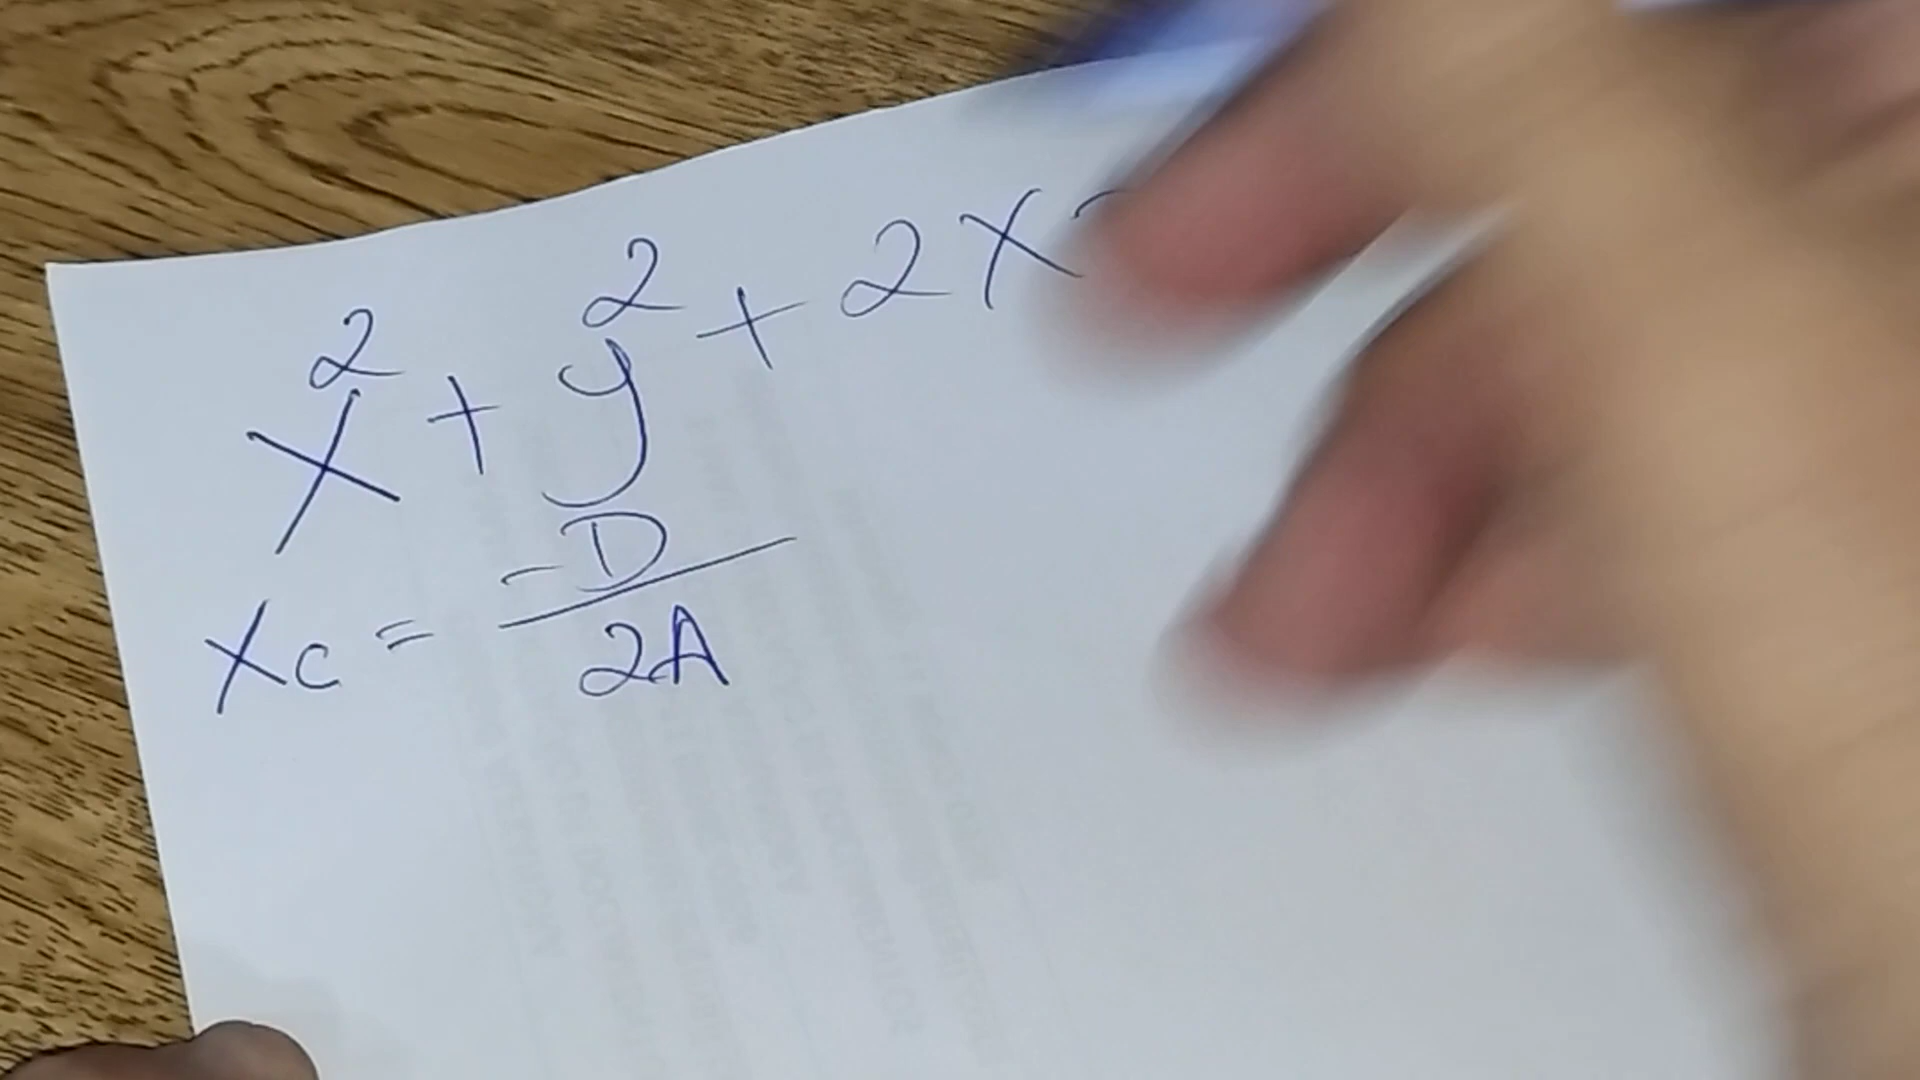 x² + y² + 2x
xc = -D/2A